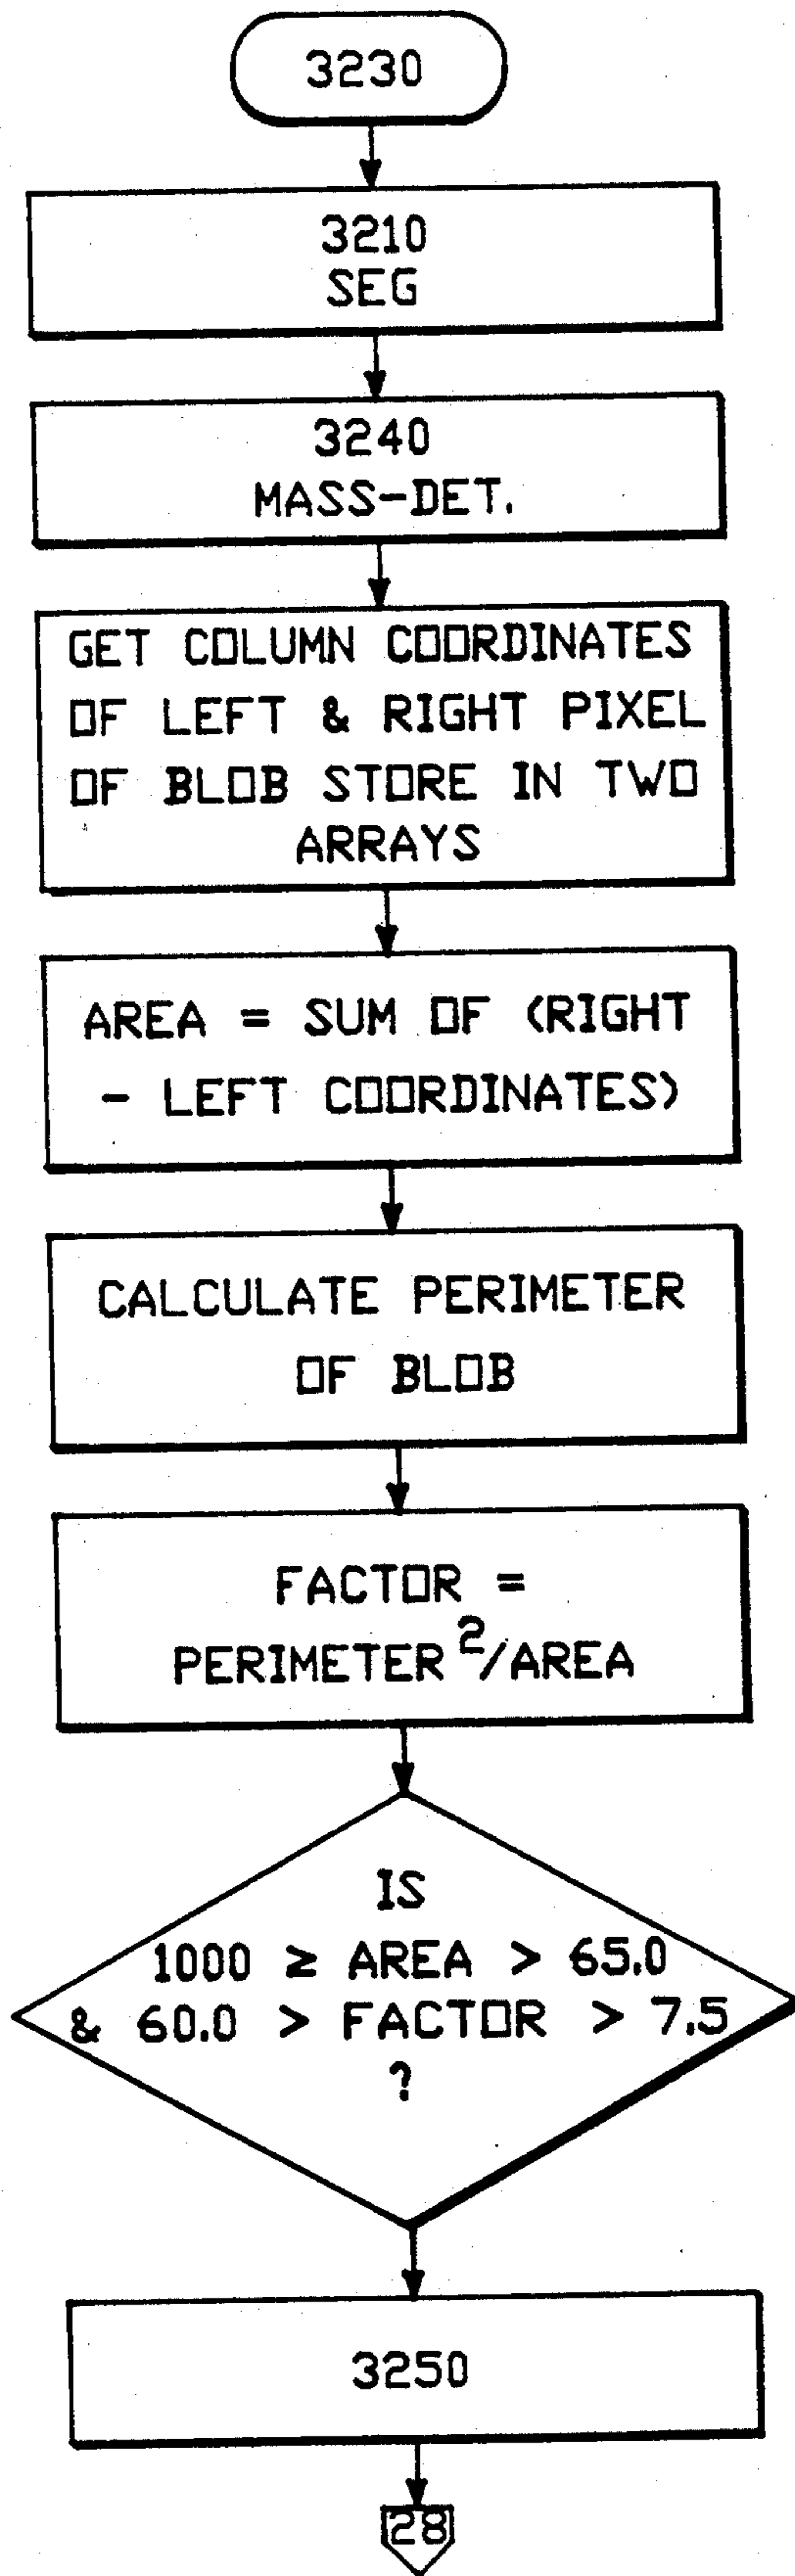 3230
3210
SEG
3240
MASS-DET.
GET COLUMN COORDINATES
OF LEFT & RIGHT PIXEL
OF BLOB STORE IN TWO
ARRAYS
AREA = SUM OF (RIGHT
- LEFT COORDINATES)
CALCULATE PERIMETER
OF BLOB
FACTOR =
PERIMETER²/AREA
IS
1000 ≥ AREA > 65.0
& 60.0 > FACTOR > 7.5
?
3250
28